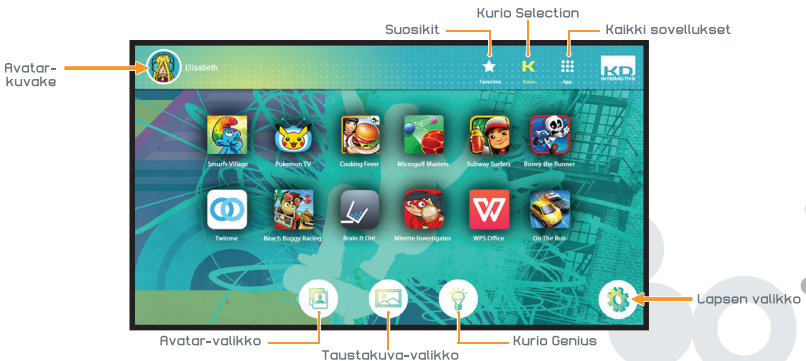 Kurio Selection
Suosikit
Kaikki sovellukset
Avatar-
kuvake
Elisabeth
Favorites
Kurio
App
KD
INTERACTIVE
Smurfs Village
Pokemon TV
Cooking Fever
Microgolf Masters
Subway Surfers
Boney the Runner
Twinme
Beach Buggy Racing
Brain It On!
Mirette Investigates
WPS Office
On The Run
Lapsen valikko
Avatar-valikko
Kurio Genius
Taustakuva-valikko